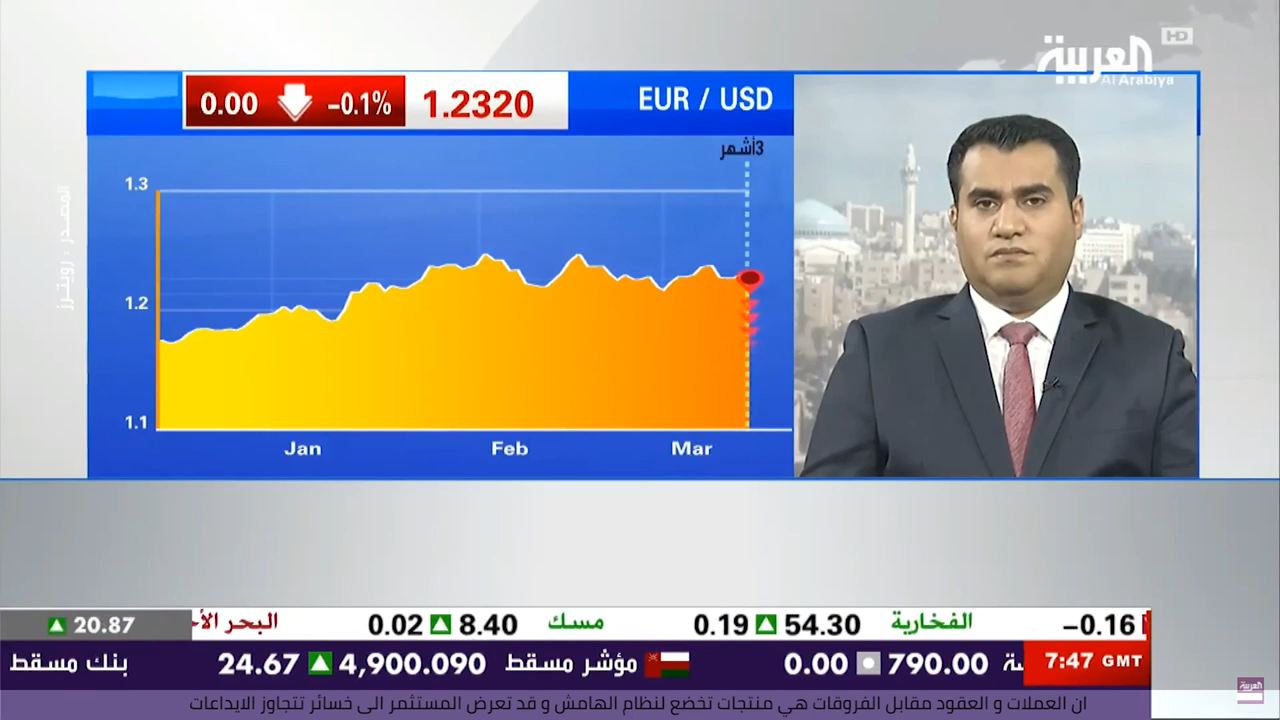 HD
العربية
Al Arabiya
0.00 −0.1% 1.2320 EUR / USD
3أشهر
1.3
1.2
1.1
Jan Feb Mar
المصدر : رويترز
−0.16 الفخارية 54.30 0.19 مسك 8.40 0.02 البحر الأح 20.87
7:47 GMT 790.00 0.00 مؤشر مسقط 4,900.090 24.67 بنك مسقط
العربية
ان العملات و العقود مقابل الفروقات هي منتجات تخضع لنظام الهامش و قد تعرض المستثمر الى خسائر تتجاوز الايداعات